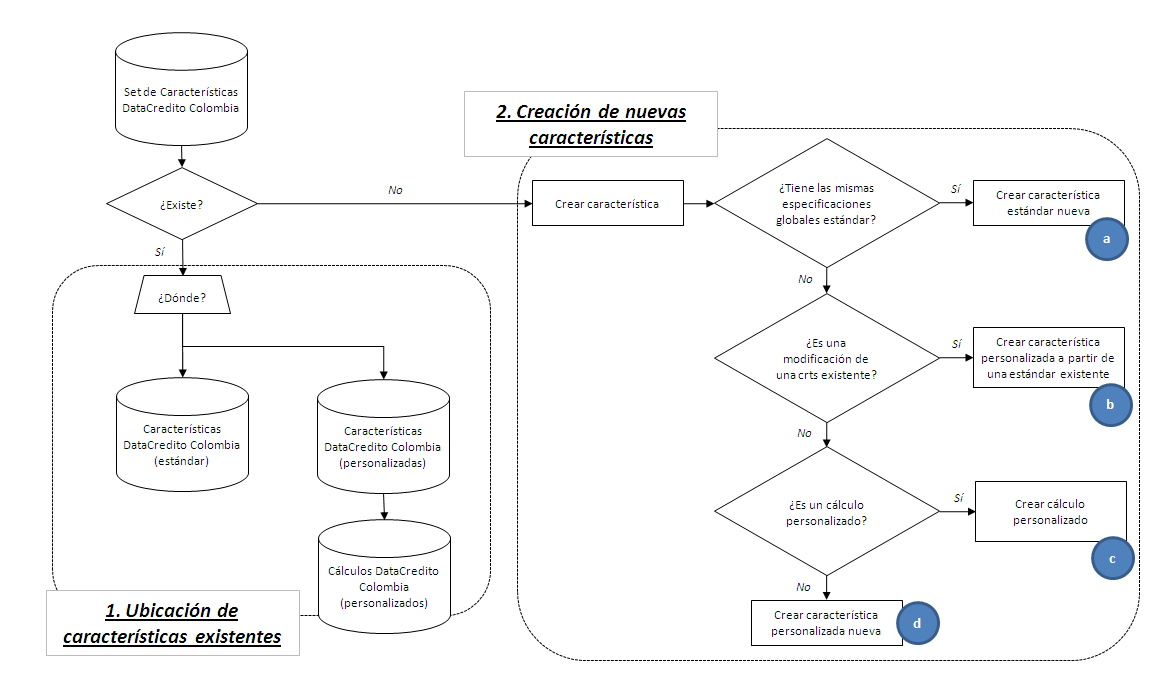 Set de Características
DataCredito Colombia
¿Existe?
No
Sí
¿Dónde?
Características
DataCredito Colombia
(estándar)
Características
DataCredito Colombia
(personalizadas)
Cálculos DataCredito
Colombia
(personalizados)
1. Ubicación de
características existentes
2. Creación de nuevas
características
Crear característica
¿Tiene las mismas
especificaciones
globales estándar?
Sí
Crear característica
estándar nueva
a
No
¿Es una
modificación de
una crts existente?
Sí
Crear característica
personalizada a partir de
una estándar existente
b
No
¿Es un cálculo
personalizado?
Sí
Crear cálculo
personalizado
c
No
Crear característica
personalizada nueva
d